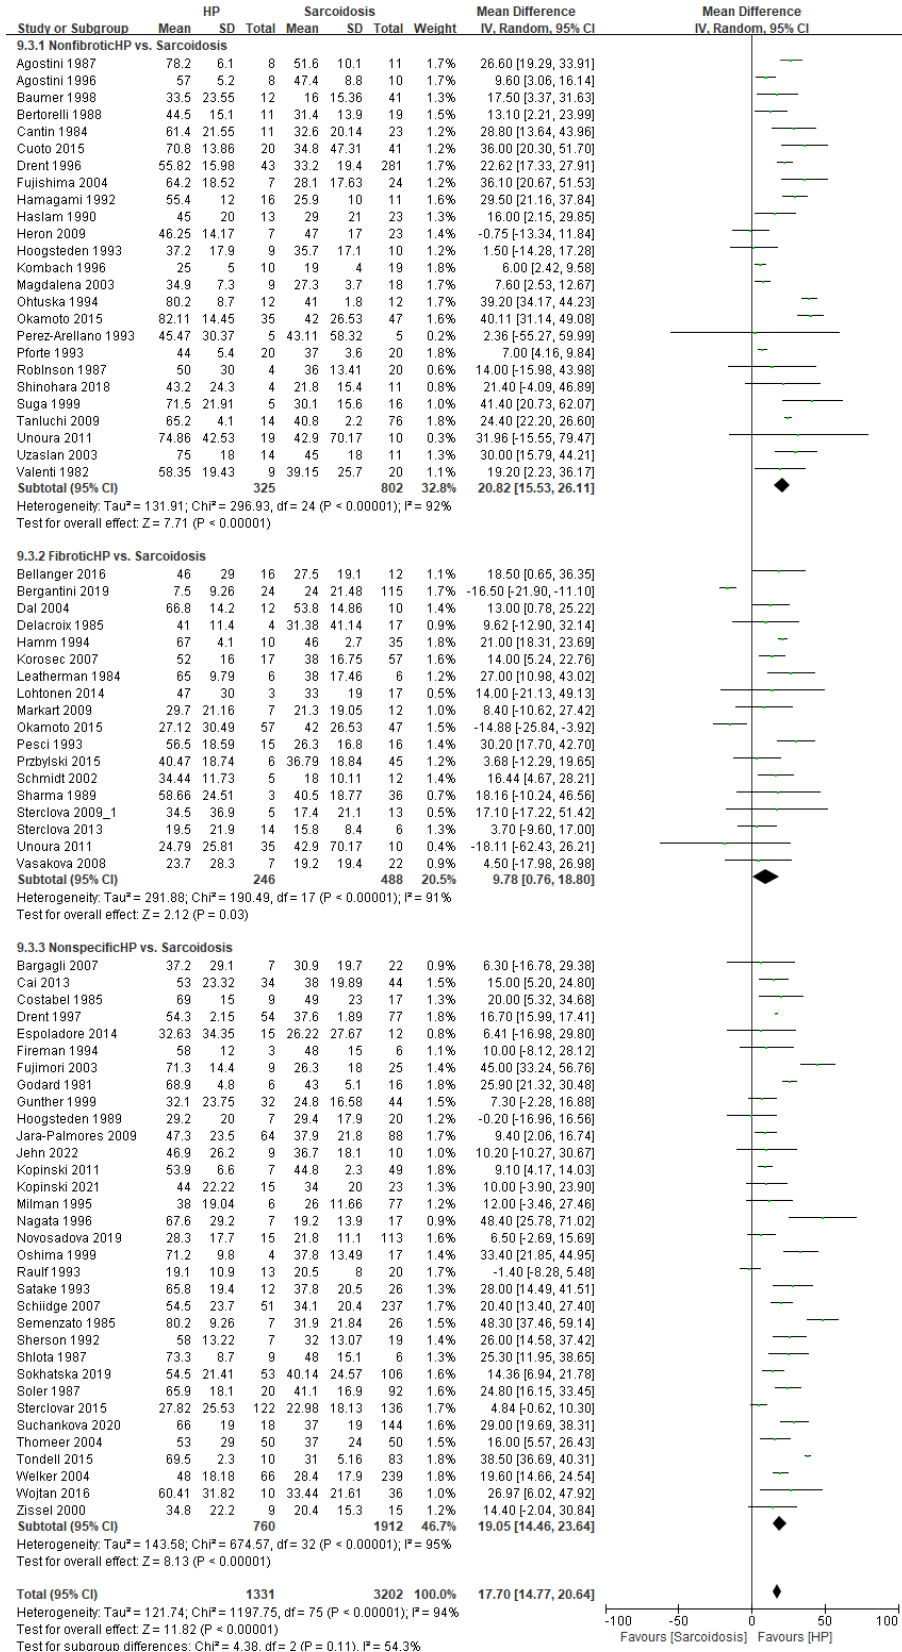 HP Sarcoidosis Mean Difference Mean Difference
Study or Subgroup Mean SD Total Mean SD Total Weight IV, Random, 95% CI IV, Random, 95% CI
9.3.1 NonfibroticHP vs. Sarcoidosis
Agostini 1987 78.2 6.1 8 51.6 10.1 11 1.7% 26.60 [19.29, 33.91]
Agostini 1996 57 5.2 8 47.4 8.8 10 1.7% 9.60 [3.06, 16.14]
Baumer 1998 33.5 23.55 12 16 15.36 41 1.3% 17.50 [3.37, 31.63]
Bertorelli 1988 44.5 15.1 11 31.4 13.9 19 1.5% 13.10 [2.21, 23.99]
Cantin 1984 61.4 21.55 11 32.6 20.14 23 1.2% 28.80 [13.64, 43.96]
Cuoto 2015 70.8 13.86 20 34.8 47.31 41 1.2% 36.00 [20.30, 51.70]
Drent 1996 55.82 15.98 43 33.2 19.4 281 1.7% 22.62 [17.33, 27.91]
Fujishima 2004 64.2 18.52 7 28.1 17.63 24 1.2% 36.10 [20.67, 51.53]
Hamagami 1992 55.4 12 16 25.9 10 11 1.6% 29.50 [21.16, 37.84]
Haslam 1990 45 20 13 29 21 23 1.3% 16.00 [2.15, 29.85]
Heron 2009 46.25 14.17 7 47 17 23 1.4% -0.75 [-13.34, 11.84]
Hoogsteden 1993 37.2 17.9 9 35.7 17.1 10 1.2% 1.50 [-14.28, 17.28]
Kombach 1996 25 5 10 19 4 19 1.8% 6.00 [2.42, 9.58]
Magdalena 2003 34.9 7.3 9 27.3 3.7 18 1.7% 7.60 [2.53, 12.67]
Ohtuska 1994 80.2 8.7 12 41 1.8 12 1.7% 39.20 [34.17, 44.23]
Okamoto 2015 82.11 14.45 35 42 26.53 47 1.6% 40.11 [31.14, 49.08]
Perez-Arellano 1993 45.47 30.37 5 43.11 58.32 5 0.2% 2.36 [-55.27, 59.99]
Pforte 1993 44 5.4 20 37 3.6 20 1.8% 7.00 [4.16, 9.84]
Roblnson 1987 50 30 4 36 13.41 20 0.6% 14.00 [-15.98, 43.98]
Shinohara 2018 43.2 24.3 4 21.8 15.4 11 0.8% 21.40 [-4.09, 46.89]
Suga 1999 71.5 21.91 5 30.1 15.6 16 1.0% 41.40 [20.73, 62.07]
Tanluchi 2009 65.2 4.1 14 40.8 2.2 76 1.8% 24.40 [22.20, 26.60]
Unoura 2011 74.86 42.53 19 42.9 70.17 10 0.3% 31.96 [-15.55, 79.47]
Uzaslan 2003 75 18 14 45 18 11 1.3% 30.00 [15.79, 44.21]
Valenti 1982 58.35 19.43 9 39.15 25.7 20 1.1% 19.20 [2.23, 36.17]
Subtotal (95% CI) 325 802 32.8% 20.82 [15.53, 26.11]
Heterogeneity: Tau² = 131.91; Chi² = 296.93, df = 24 (P < 0.00001); I² = 92%
Test for overall effect: Z = 7.71 (P < 0.00001)
9.3.2 FibroticHP vs. Sarcoidosis
Bellanger 2016 46 29 16 27.5 19.1 12 1.1% 18.50 [0.65, 36.35]
Bergantini 2019 7.5 9.26 24 24 21.48 115 1.7% -16.50 [-21.90, -11.10]
Dal 2004 66.8 14.2 12 53.8 14.86 10 1.4% 13.00 [0.78, 25.22]
Delacroix 1985 41 11.4 4 31.38 41.14 17 0.9% 9.62 [-12.90, 32.14]
Hamm 1994 67 4.1 10 46 2.7 35 1.8% 21.00 [18.31, 23.69]
Korosec 2007 52 16 17 38 16.75 57 1.6% 14.00 [5.24, 22.76]
Leatherman 1984 65 9.79 6 38 17.46 6 1.2% 27.00 [10.98, 43.02]
Lohtonen 2014 47 30 3 33 19 17 0.5% 14.00 [-21.13, 49.13]
Markart 2009 29.7 21.16 7 21.3 19.05 12 1.0% 8.40 [-10.62, 27.42]
Okamoto 2015 27.12 30.49 57 42 26.53 47 1.5% -14.88 [-25.84, -3.92]
Pesci 1993 56.5 18.59 15 26.3 16.8 16 1.4% 30.20 [17.70, 42.70]
Przbylski 2015 40.47 18.74 6 36.79 18.84 45 1.2% 3.68 [-12.29, 19.65]
Schmidt 2002 34.44 11.73 5 18 10.11 12 1.4% 16.44 [4.67, 28.21]
Sharma 1989 58.66 24.51 3 40.5 18.77 36 0.7% 18.16 [-10.24, 46.56]
Sterclova 2009_1 34.5 36.9 5 17.4 21.1 13 0.5% 17.10 [-17.22, 51.42]
Sterclova 2013 19.5 21.9 14 15.8 8.4 6 1.3% 3.70 [-9.60, 17.00]
Unoura 2011 24.79 25.81 35 42.9 70.17 10 0.3% -18.11 [-62.43, 26.21]
Vasakova 2008 23.7 28.3 7 19.2 19.4 22 0.9% 4.50 [-17.98, 26.98]
Subtotal (95% CI) 246 488 20.5% 9.78 [0.76, 18.80]
Heterogeneity: Tau² = 291.88; Chi² = 190.49, df = 17 (P < 0.00001); I² = 91%
Test for overall effect: Z = 2.12 (P = 0.03)
9.3.3 NonspecificHP vs. Sarcoidosis
Bargagli 2007 37.2 29.1 7 30.9 19.7 22 0.9% 6.30 [-16.78, 29.38]
Cai 2013 53 23.32 34 38 19.89 44 1.5% 15.00 [5.20, 24.80]
Costabel 1985 69 15 9 49 23 17 1.3% 20.00 [5.32, 34.68]
Drent 1997 54.3 2.15 54 37.6 1.89 77 1.8% 16.70 [15.99, 17.41]
Espoladore 2014 32.63 34.35 15 26.22 27.67 12 0.8% 6.41 [-16.98, 29.80]
Fireman 1994 58 12 3 48 15 6 1.1% 10.00 [-8.12, 28.12]
Fujimori 2003 71.3 14.4 9 26.3 18 25 1.4% 45.00 [33.24, 56.76]
Godard 1981 68.9 4.8 6 43 5.1 16 1.8% 25.90 [21.32, 30.48]
Gunther 1999 32.1 23.75 32 24.8 16.58 44 1.5% 7.30 [-2.28, 16.88]
Hoogsteden 1989 29.2 20 7 29.4 17.9 20 1.1% -0.20 [-16.96, 16.56]
Jara-Palmores 2009 47.3 23.5 64 37.9 21.8 88 1.6% 9.40 [2.06, 16.74]
Jehn 2022 46.9 26.2 9 36.7 18.1 10 1.0% 10.20 [-10.27, 30.67]
Kopinski 2011 53.9 6.6 7 44.8 2.3 49 1.7% 9.10 [4.17, 14.03]
Kopinski 2021 44 22.22 15 34 20 23 1.3% 10.00 [-3.90, 23.90]
Milman 1995 38 19.04 6 26 11.66 77 1.2% 12.00 [-3.46, 27.46]
Nagata 1996 67.6 29.2 7 19.2 13.9 17 0.9% 48.40 [25.78, 71.02]
Novosadova 2019 28.3 17.7 15 21.8 11.1 113 1.5% 6.50 [-2.69, 15.69]
Oshima 1999 71.2 9.8 4 37.8 13.49 17 1.4% 33.40 [21.85, 44.95]
Raulf 1993 19.1 10.9 13 20.5 8 20 1.7% -1.40 [-8.28, 5.48]
Satake 1993 65.8 19.4 12 37.8 20.5 26 1.3% 28.00 [14.49, 41.51]
Schiidge 2007 54.5 23.7 51 34.1 20.4 237 1.6% 20.40 [13.40, 27.40]
Semenzato 1985 80.2 9.26 7 31.9 21.84 26 1.5% 48.30 [37.46, 59.14]
Sherson 1992 58 13.22 7 32 13.07 19 1.4% 26.00 [14.58, 37.42]
Shlota 1987 73.3 8.7 9 48 15.1 6 1.3% 25.30 [11.95, 38.65]
Sokhatska 2019 54.5 21.41 53 40.14 24.57 106 1.6% 14.36 [6.94, 21.78]
Soler 1987 65.9 18.1 20 41.1 16.9 92 1.6% 24.80 [16.15, 33.45]
Sterclovar 2015 27.82 25.53 122 22.98 18.13 136 1.7% 4.84 [-0.62, 10.30]
Suchankova 2020 66 19 18 37 19 144 1.5% 29.00 [19.69, 38.31]
Thomeer 2004 53 29 50 37 24 50 1.5% 16.00 [5.57, 26.43]
Tondell 2015 69.5 2.3 10 31 5.16 83 1.8% 38.50 [36.69, 40.31]
Welker 2004 48 18.18 66 28.4 17.9 239 1.7% 19.60 [14.66, 24.54]
Wojtan 2016 60.41 31.82 10 33.44 21.61 36 0.9% 26.97 [6.02, 47.92]
Zissel 2000 34.8 22.2 9 20.4 15.3 15 1.2% 14.40 [-2.04, 30.84]
Subtotal (95% CI) 760 1912 46.7% 19.05 [14.46, 23.64]
Heterogeneity: Tau² = 143.58; Chi² = 674.57, df = 32 (P < 0.00001); I² = 95%
Test for overall effect: Z = 8.13 (P < 0.00001)
Total (95% CI) 1331 3202 100.0% 17.70 [14.77, 20.64]
Heterogeneity: Tau² = 121.74; Chi² = 1197.75, df = 75 (P < 0.00001); I² = 94%
Test for overall effect: Z = 11.82 (P < 0.00001)
Test for subgroup differences: Chi² = 4.38, df = 2 (P = 0.11), I² = 54.3%
-100 -50 0 50 100
Favours [Sarcoidosis] Favours [HP]